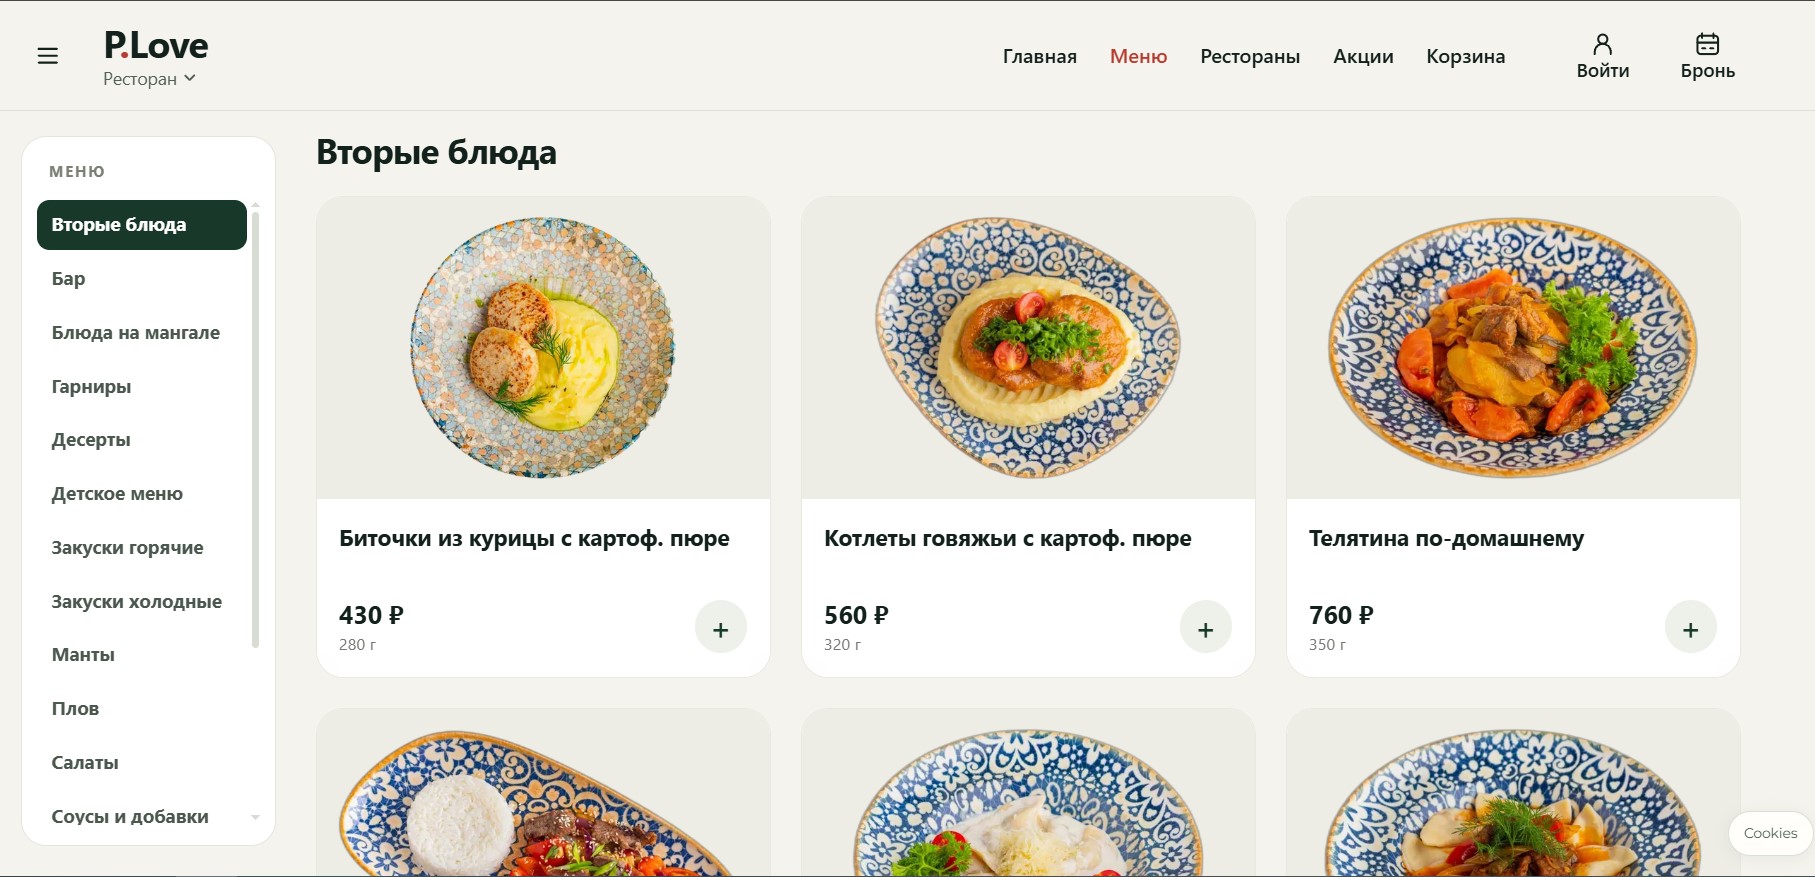 P.Love
Ресторан
Главная
Меню
Рестораны
Акции
Корзина
Войти
Бронь
МЕНЮ
Вторые блюда
Бар
Блюда на мангале
Гарниры
Десерты
Детское меню
Закуски горячие
Закуски холодные
Манты
Плов
Салаты
Соусы и добавки
Вторые блюда
Биточки из курицы с картоф. пюре
430 ₽
280 г
+
Котлеты говяжьи с картоф. пюре
560 ₽
320 г
+
Телятина по-домашнему
760 ₽
350 г
+
Cookies